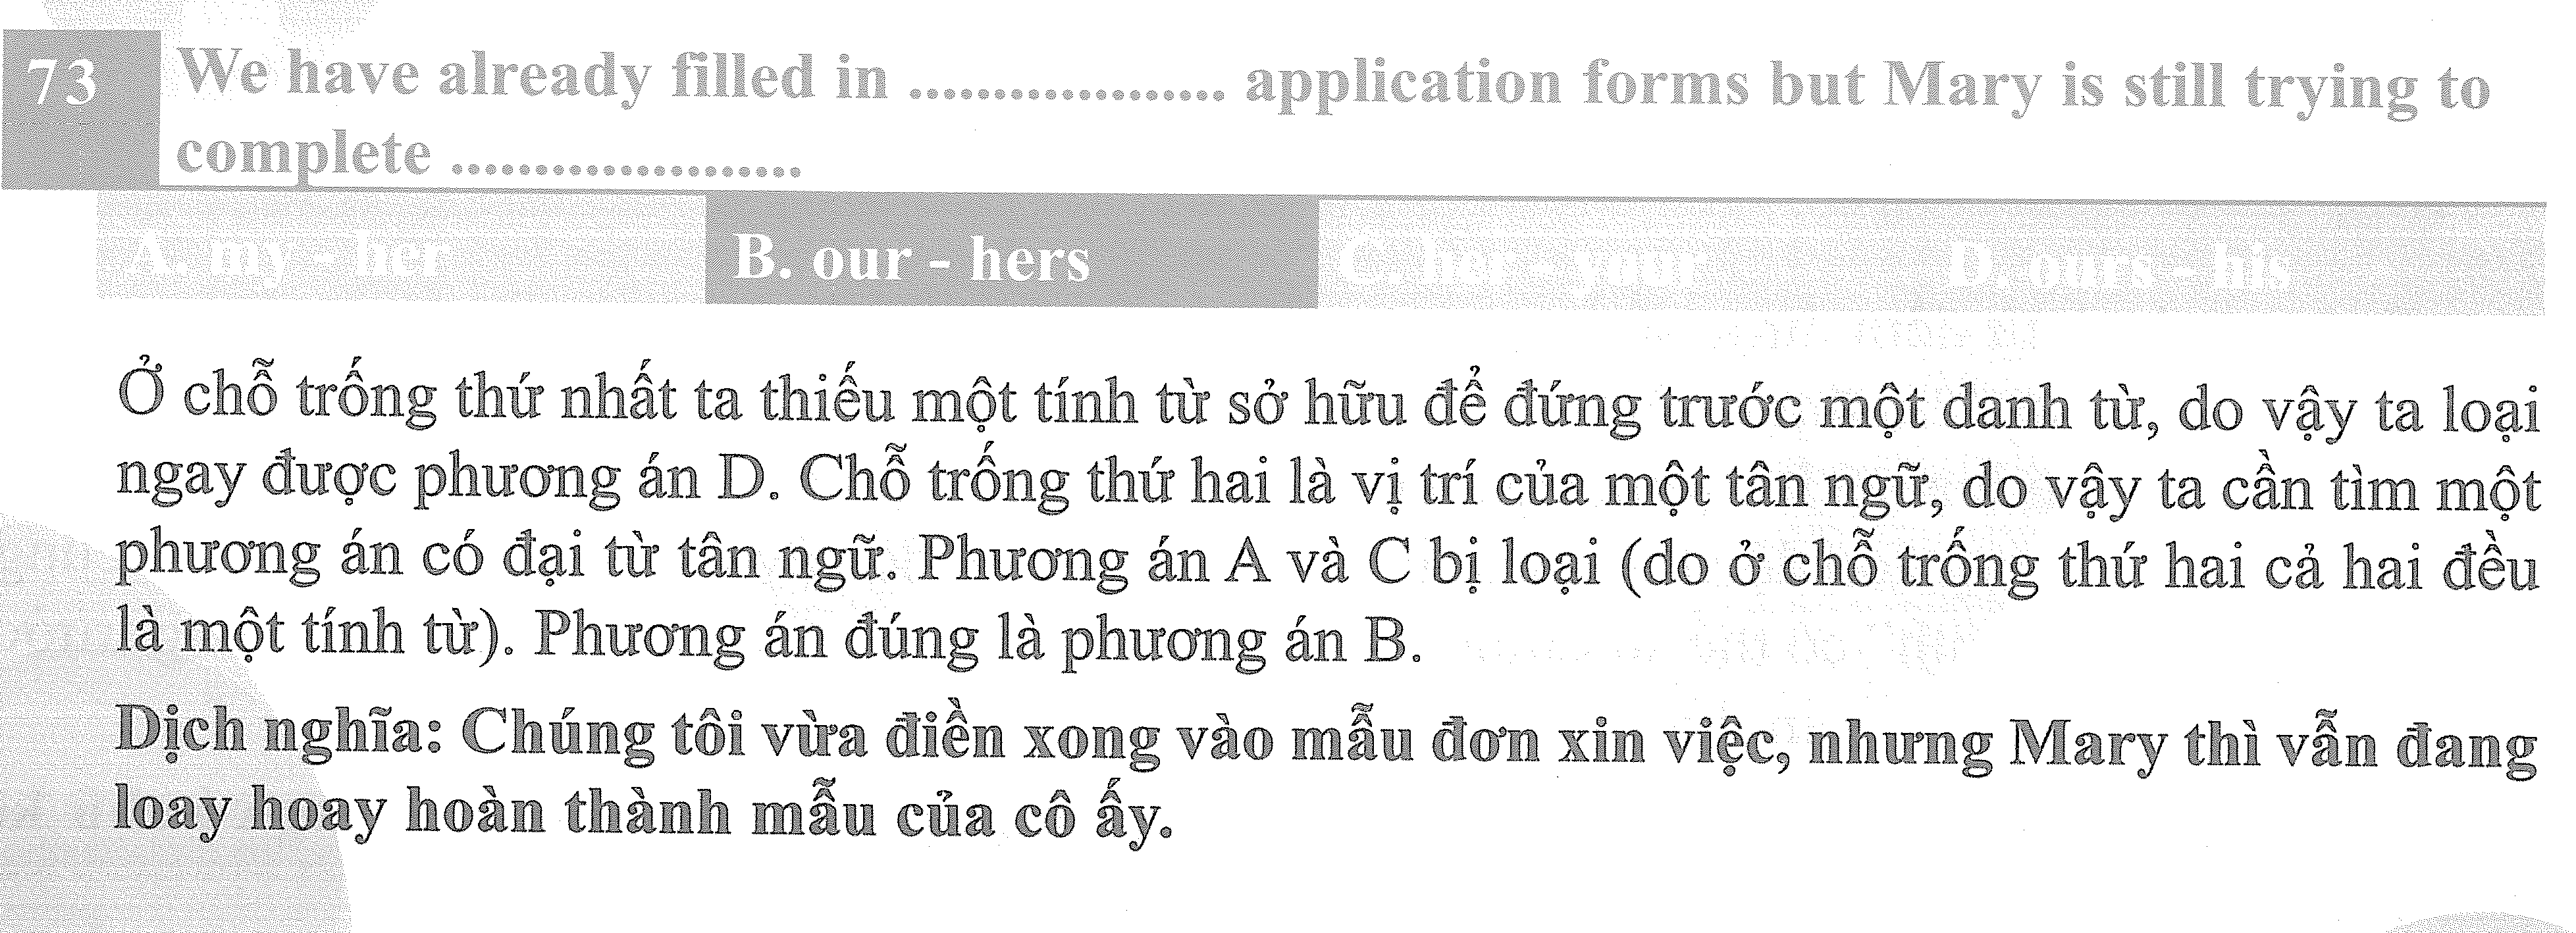 73 We have already filled in .................... application forms but Mary is still trying to
complete ......................
A. my - her B. our - hers C. her - your D. ours - his
Ở chỗ trống thứ nhất ta thiếu một tính từ sở hữu để đứng trước một danh từ, do vậy ta loại
ngay được phương án D. Chỗ trống thứ hai là vị trí của một tân ngữ, do vậy ta cần tìm một
phương án có đại từ tân ngữ. Phương án A và C bị loại (do ở chỗ trống thứ hai cả hai đều
là một tính từ). Phương án đúng là phương án B.
Dịch nghĩa: Chúng tôi vừa điền xong vào mẫu đơn xin việc, nhưng Mary thì vẫn đang
loay hoay hoàn thành mẫu của cô ấy.